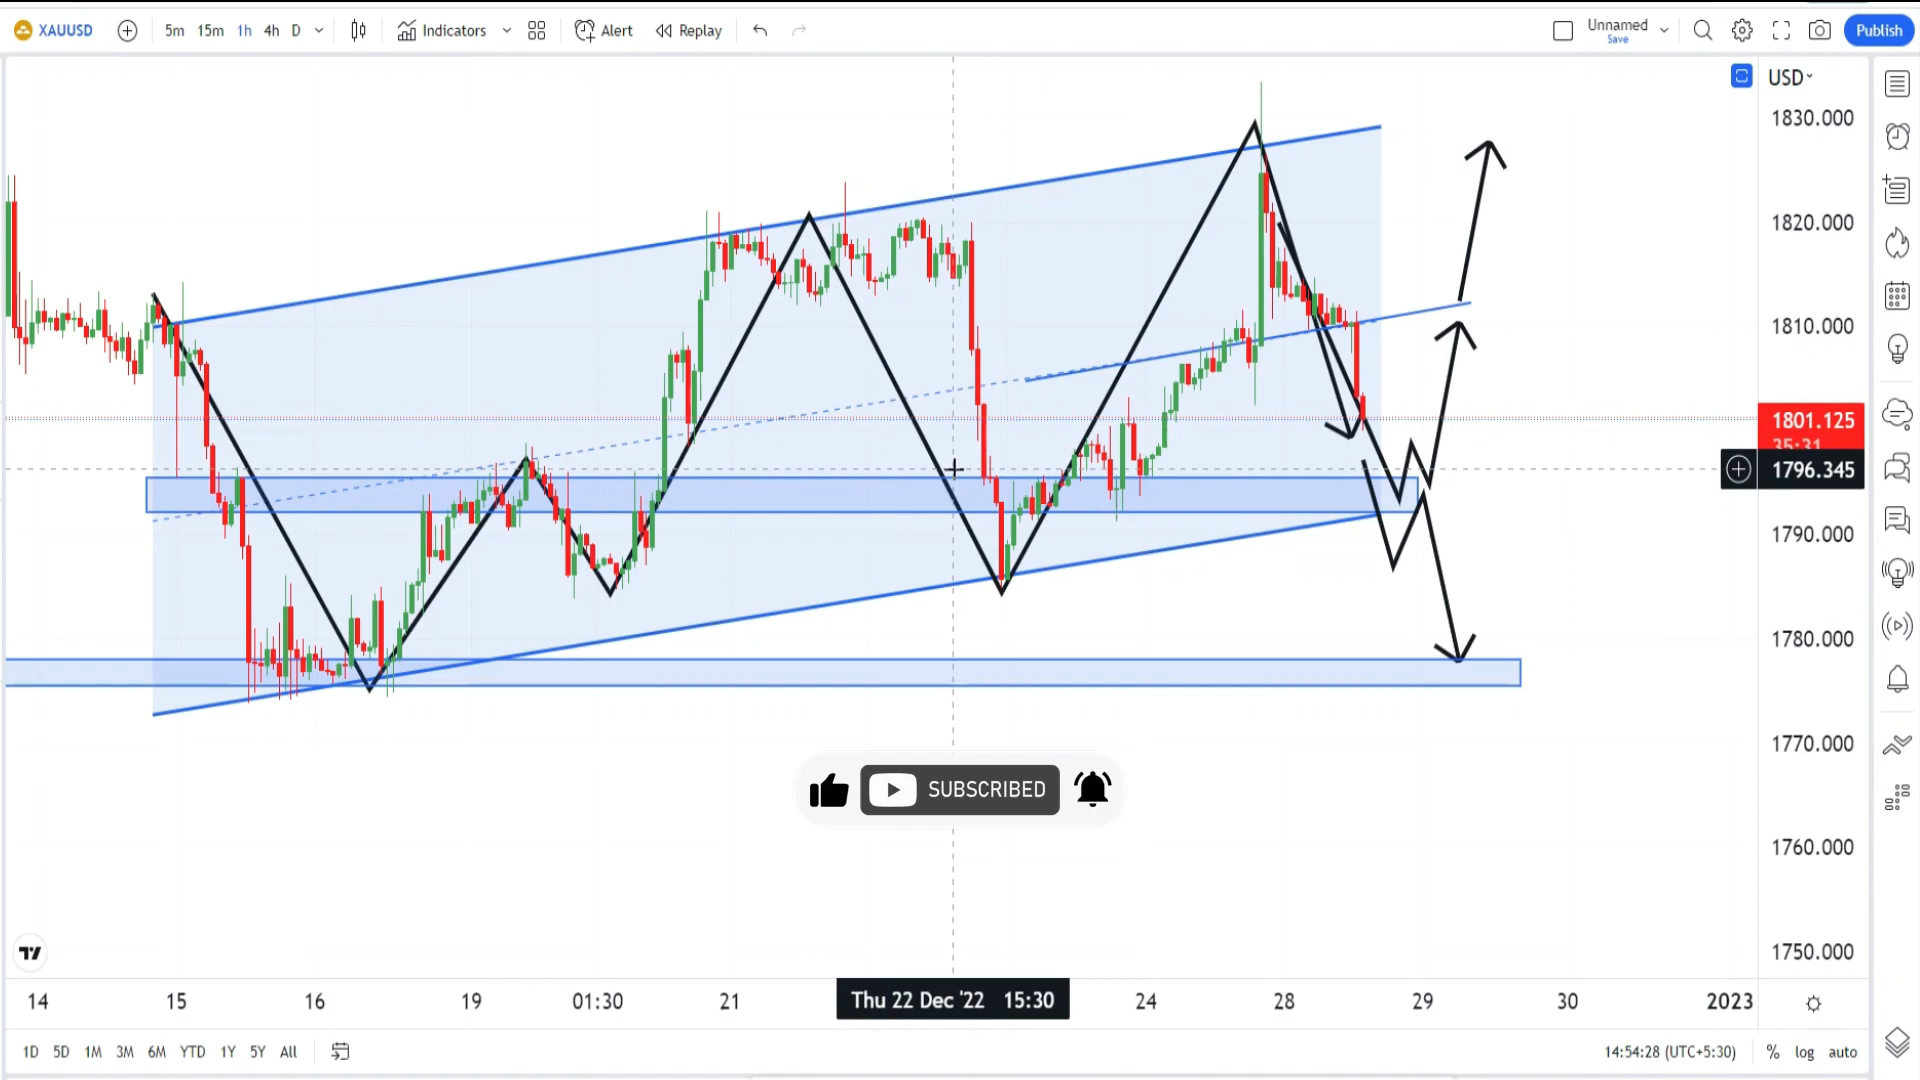 XAUUSD 5m 15m 1h 4h D Indicators Alert Replay Unnamed Publish
Save
USD
1830.000
1820.000
1810.000
1801.125
35:31
1796.345
1790.000
1780.000
1770.000
SUBSCRIBED
1760.000
1750.000
14 15 16 19 01:30 21 Thu 22 Dec '22 15:30 24 28 29 30 2023
1D 5D 1M 3M 6M YTD 1Y 5Y All 14:54:28 (UTC+5:30) % log auto